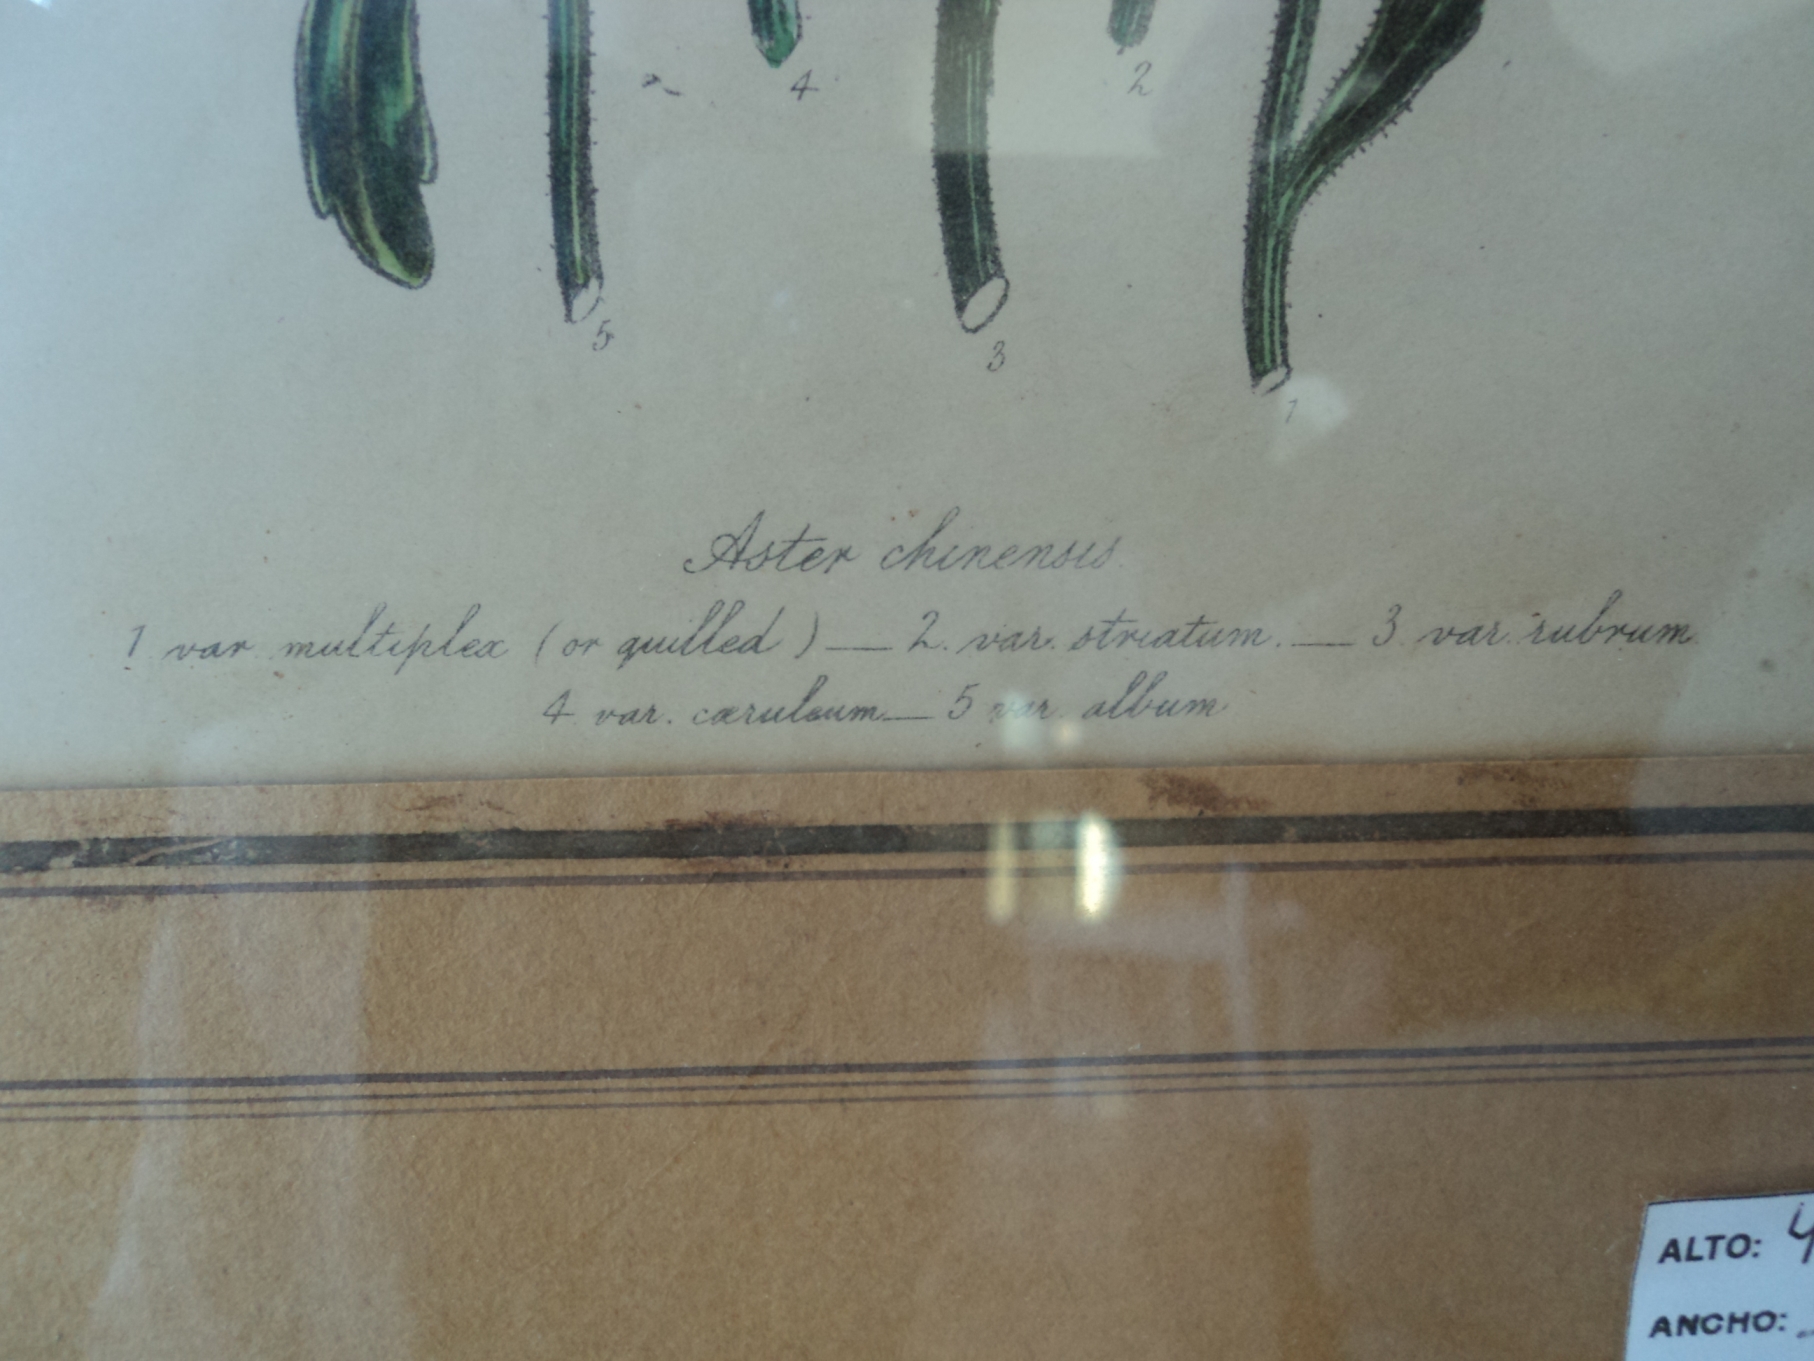 4
2
5
3
1
Aster chinensis.
1. var. multiplex (or quilled) — 2. var. striatum. — 3 var. rubrum
4 var. cæruleum — 5 var. album
ALTO: 4
ANCHO: